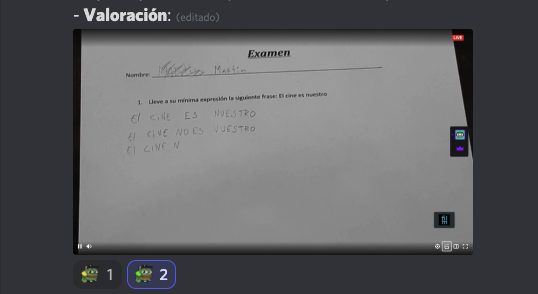 - Valoración: (editado)
LIVE
Examen
Nombre: Martín
1. Lleve a su mínima expresión la siguiente frase: El cine es nuestro
El CINE ES NUESTRO
El CINE NO ES VUESTRO
El CINE N
1
2